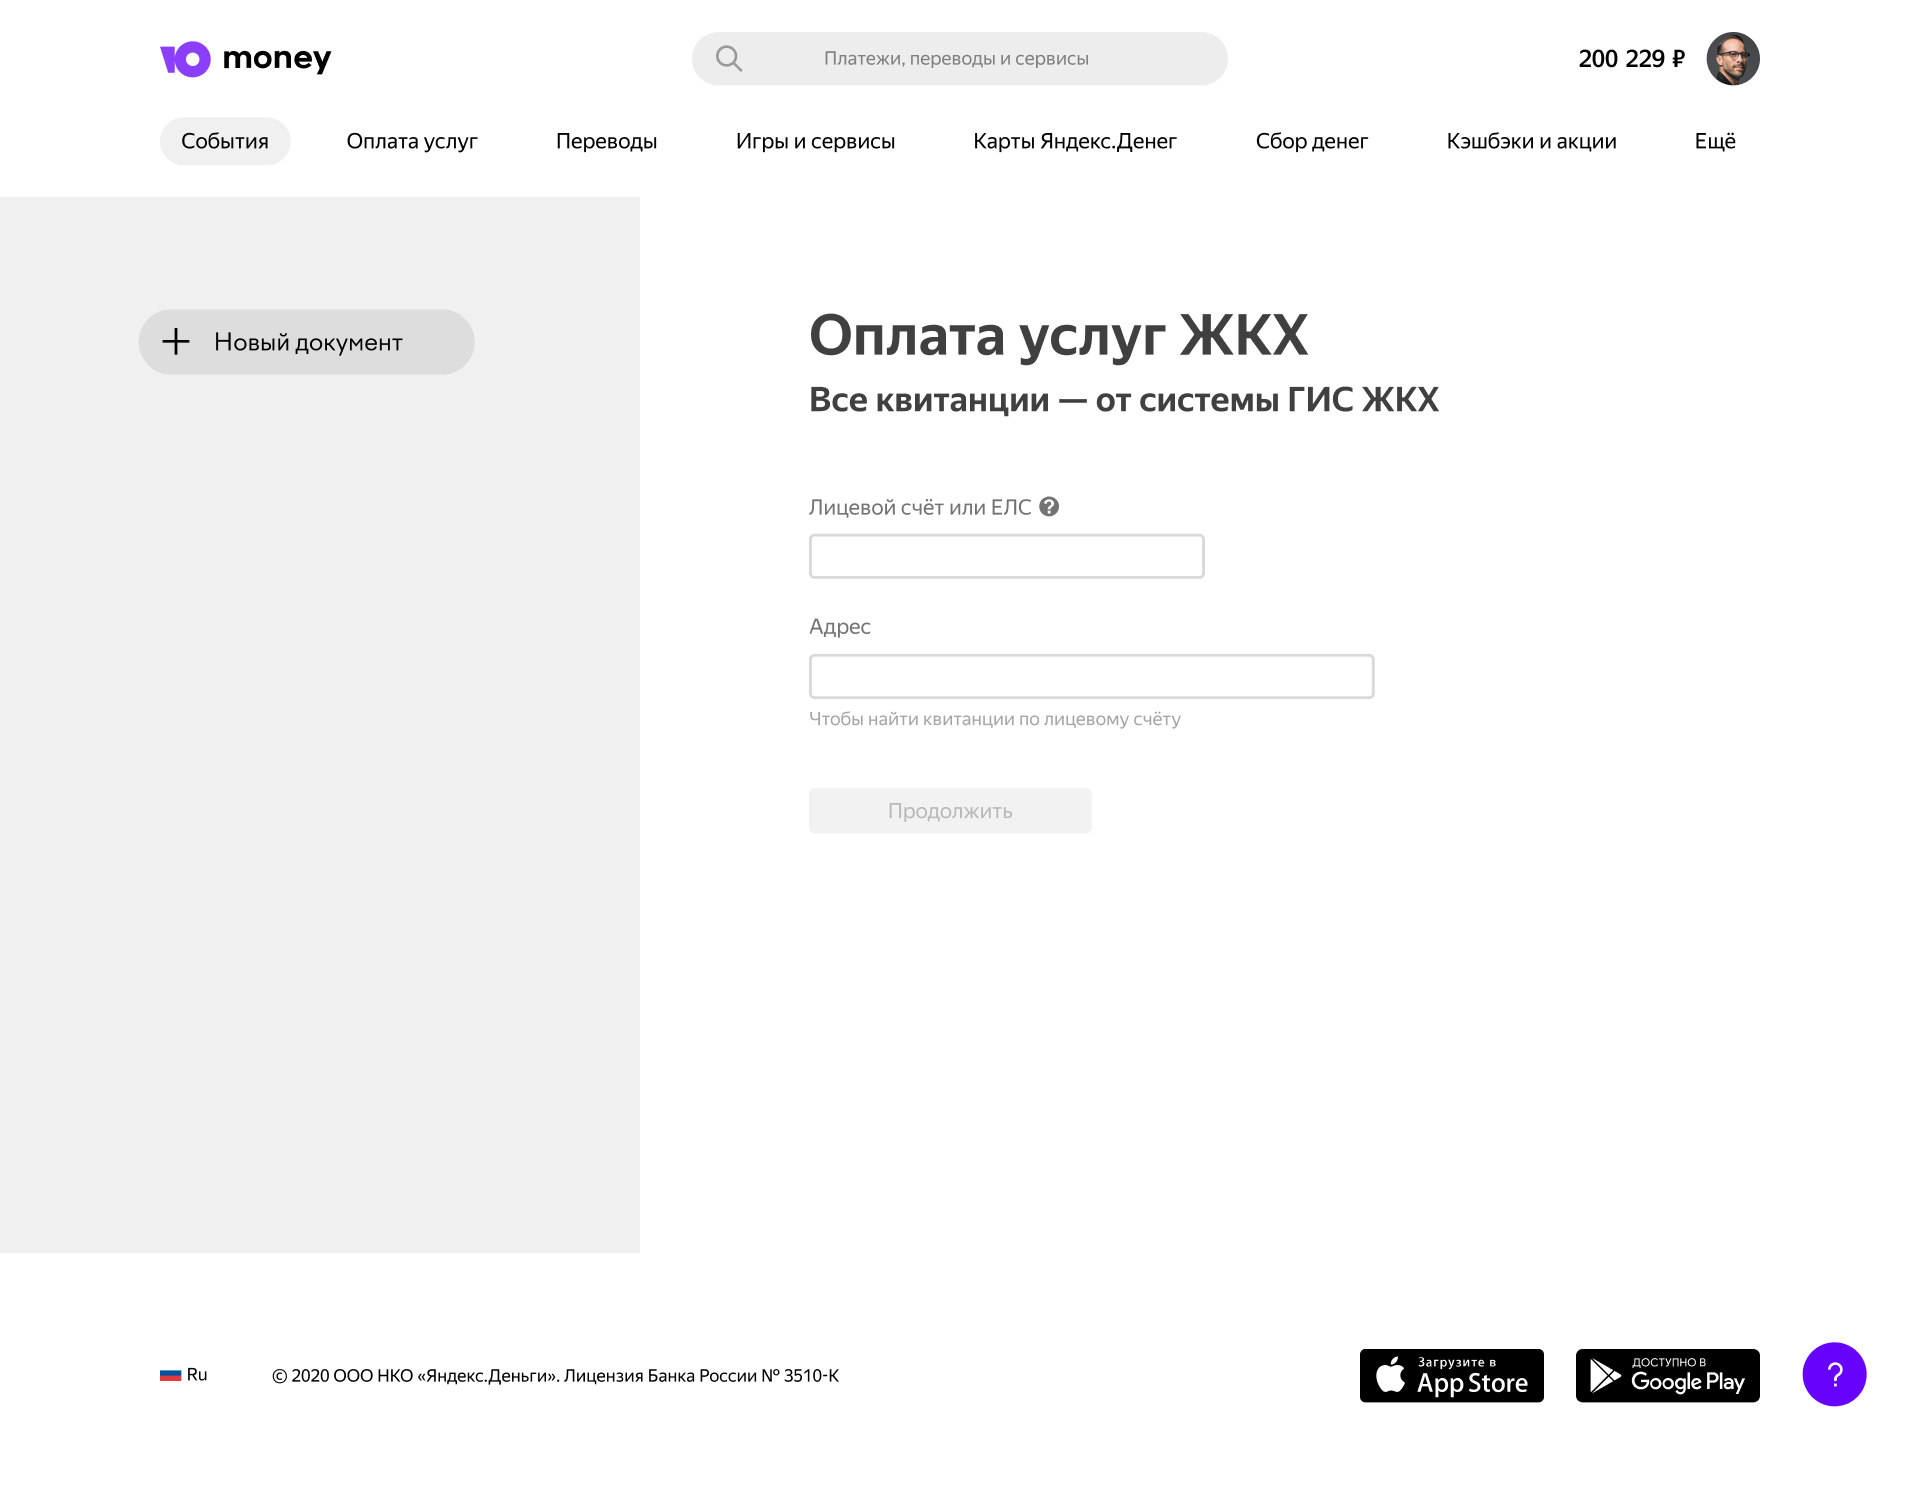 Ю money
Платежи, переводы и сервисы
200 229 ₽
События
Оплата услуг
Переводы
Игры и сервисы
Карты Яндекс.Денег
Сбор денег
Кэшбэки и акции
Ещё
Новый документ
Оплата услуг ЖКХ
Все квитанции — от системы ГИС ЖКХ
Лицевой счёт или ЕЛС ?
Адрес
Чтобы найти квитанции по лицевому счёту
Продолжить
Ru
© 2020 ООО НКО «Яндекс.Деньги». Лицензия Банка России № 3510-К
Загрузите в
App Store
ДОСТУПНО В
Google Play
?